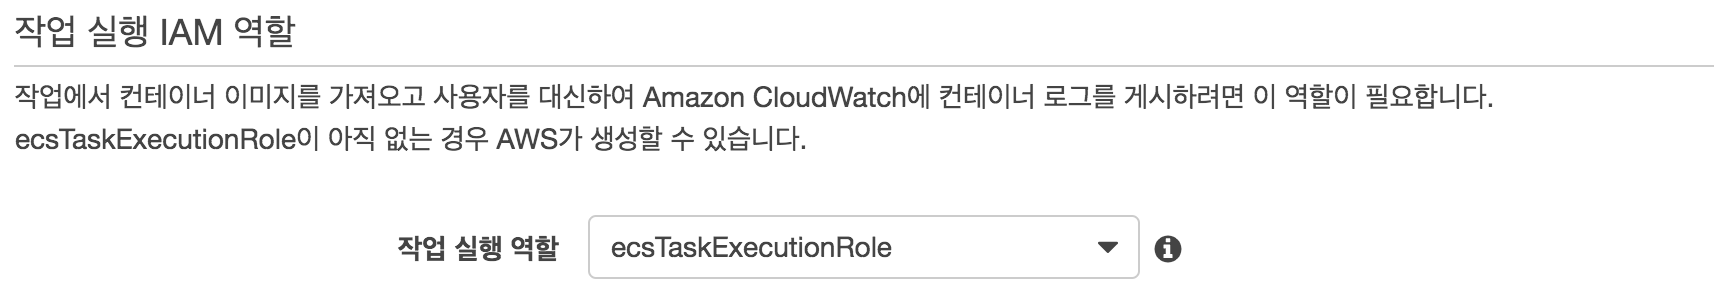 작업 실행 IAM 역할
작업에서 컨테이너 이미지를 가져오고 사용자를 대신하여 Amazon CloudWatch에 컨테이너 로그를 게시하려면 이 역할이 필요합니다.
ecsTaskExecutionRole이 아직 없는 경우 AWS가 생성할 수 있습니다.
작업 실행 역할 ecsTaskExecutionRole